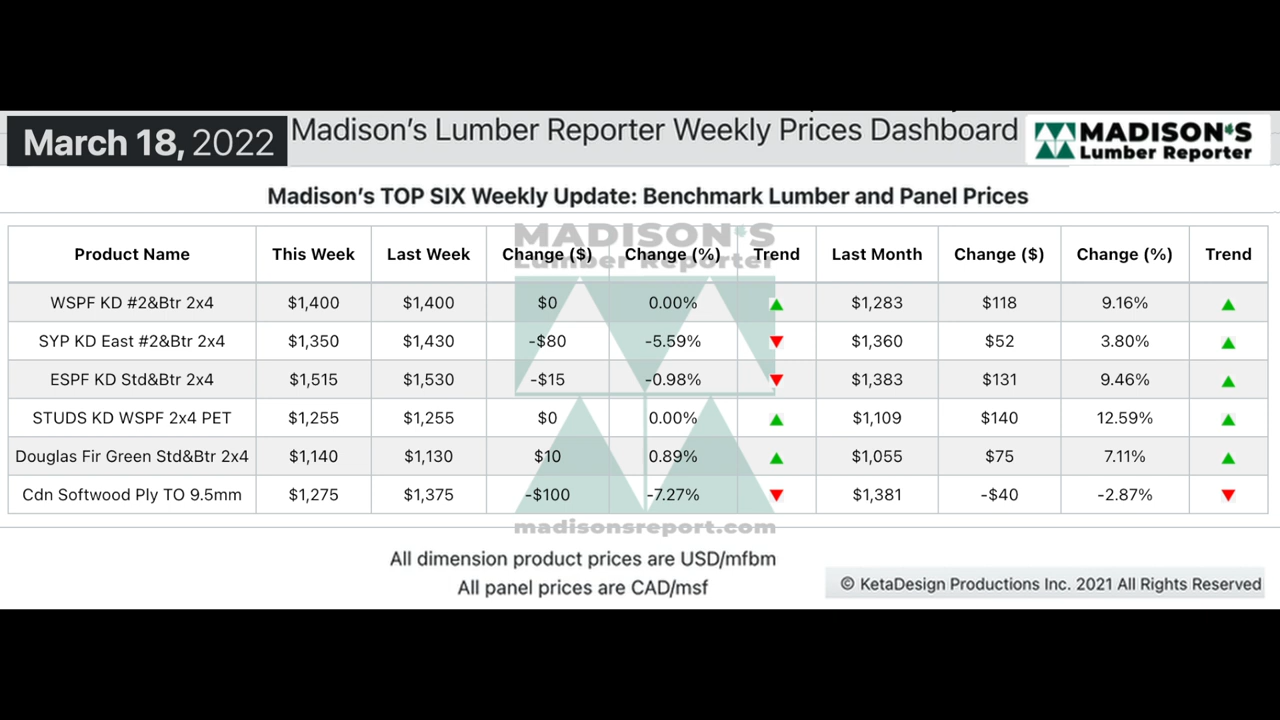 March 18, 2022
Madison's Lumber Reporter Weekly Prices Dashboard
MADISON'S
Lumber Reporter
Madison's TOP SIX Weekly Update: Benchmark Lumber and Panel Prices
MADISON'S
Lumber Reporter
Product Name This Week Last Week Change ($) Change (%) Trend Last Month Change ($) Change (%) Trend
WSPF KD #2&Btr 2x4 $1,400 $1,400 $0 0.00% ▲ $1,283 $118 9.16% ▲
SYP KD East #2&Btr 2x4 $1,350 $1,430 -$80 -5.59% ▼ $1,360 $52 3.80% ▲
ESPF KD Std&Btr 2x4 $1,515 $1,530 -$15 -0.98% ▼ $1,383 $131 9.46% ▲
STUDS KD WSPF 2x4 PET $1,255 $1,255 $0 0.00% ▲ $1,109 $140 12.59% ▲
Douglas Fir Green Std&Btr 2x4 $1,140 $1,130 $10 0.89% ▲ $1,055 $75 7.11% ▲
Cdn Softwood Ply TO 9.5mm $1,275 $1,375 -$100 -7.27% ▼ $1,381 -$40 -2.87% ▼
madisonsreport.com
All dimension product prices are USD/mfbm
All panel prices are CAD/msf
© KetaDesign Productions Inc. 2021 All Rights Reserved